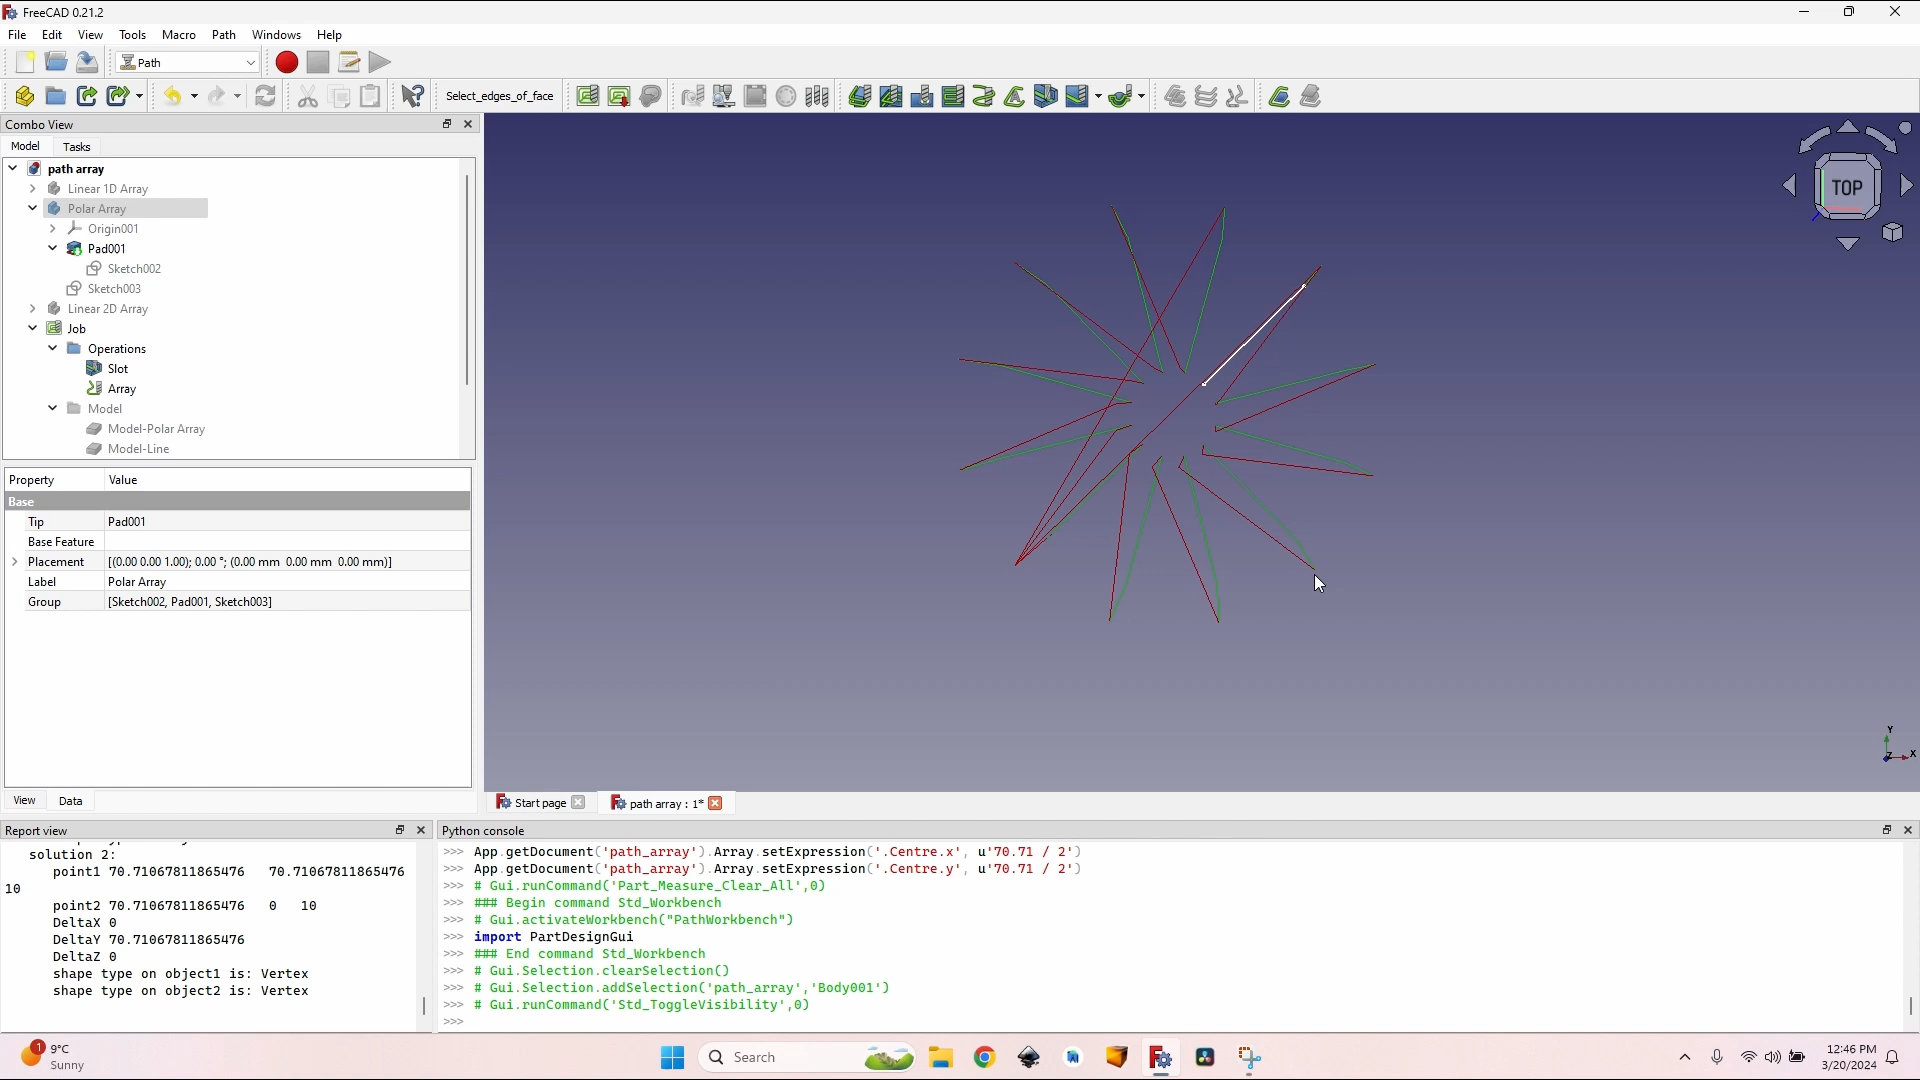 FreeCAD 0.21.2
File Edit View Tools Macro Path Windows Help
Path
Select_edges_of_face
Combo View
Model Tasks
path array
Linear 1D Array
Polar Array
Origin001
Pad001
Sketch002
Sketch003
Linear 2D Array
Job
Operations
Slot
Array
Model
Model-Polar Array
Model-Line
Property Value
Base
Tip Pad001
Base Feature
Placement [(0.00 0.00 1.00); 0.00 °; (0.00 mm 0.00 mm 0.00 mm)]
Label Polar Array
Group [Sketch002, Pad001, Sketch003]
View Data
TOP
Y
Z
X
Start page
path array : 1*
Report view
solution 2:
point1 70.71067811865476 70.71067811865476
10
point2 70.71067811865476 0 10
DeltaX 0
DeltaY 70.71067811865476
DeltaZ 0
shape type on object1 is: Vertex
shape type on object2 is: Vertex
Python console
>>> App.getDocument('path_array').Array.setExpression('.Centre.x', u'70.71 / 2')
>>> App.getDocument('path_array').Array.setExpression('.Centre.y', u'70.71 / 2')
>>> # Gui.runCommand('Part_Measure_Clear_All',0)
>>> ### Begin command Std_Workbench
>>> # Gui.activateWorkbench("PathWorkbench")
>>> import PartDesignGui
>>> ### End command Std_Workbench
>>> # Gui.Selection.clearSelection()
>>> # Gui.Selection.addSelection('path_array','Body001')
>>> # Gui.runCommand('Std_ToggleVisibility',0)
>>>
1
9°C
Sunny
Search
12:46 PM
3/20/2024